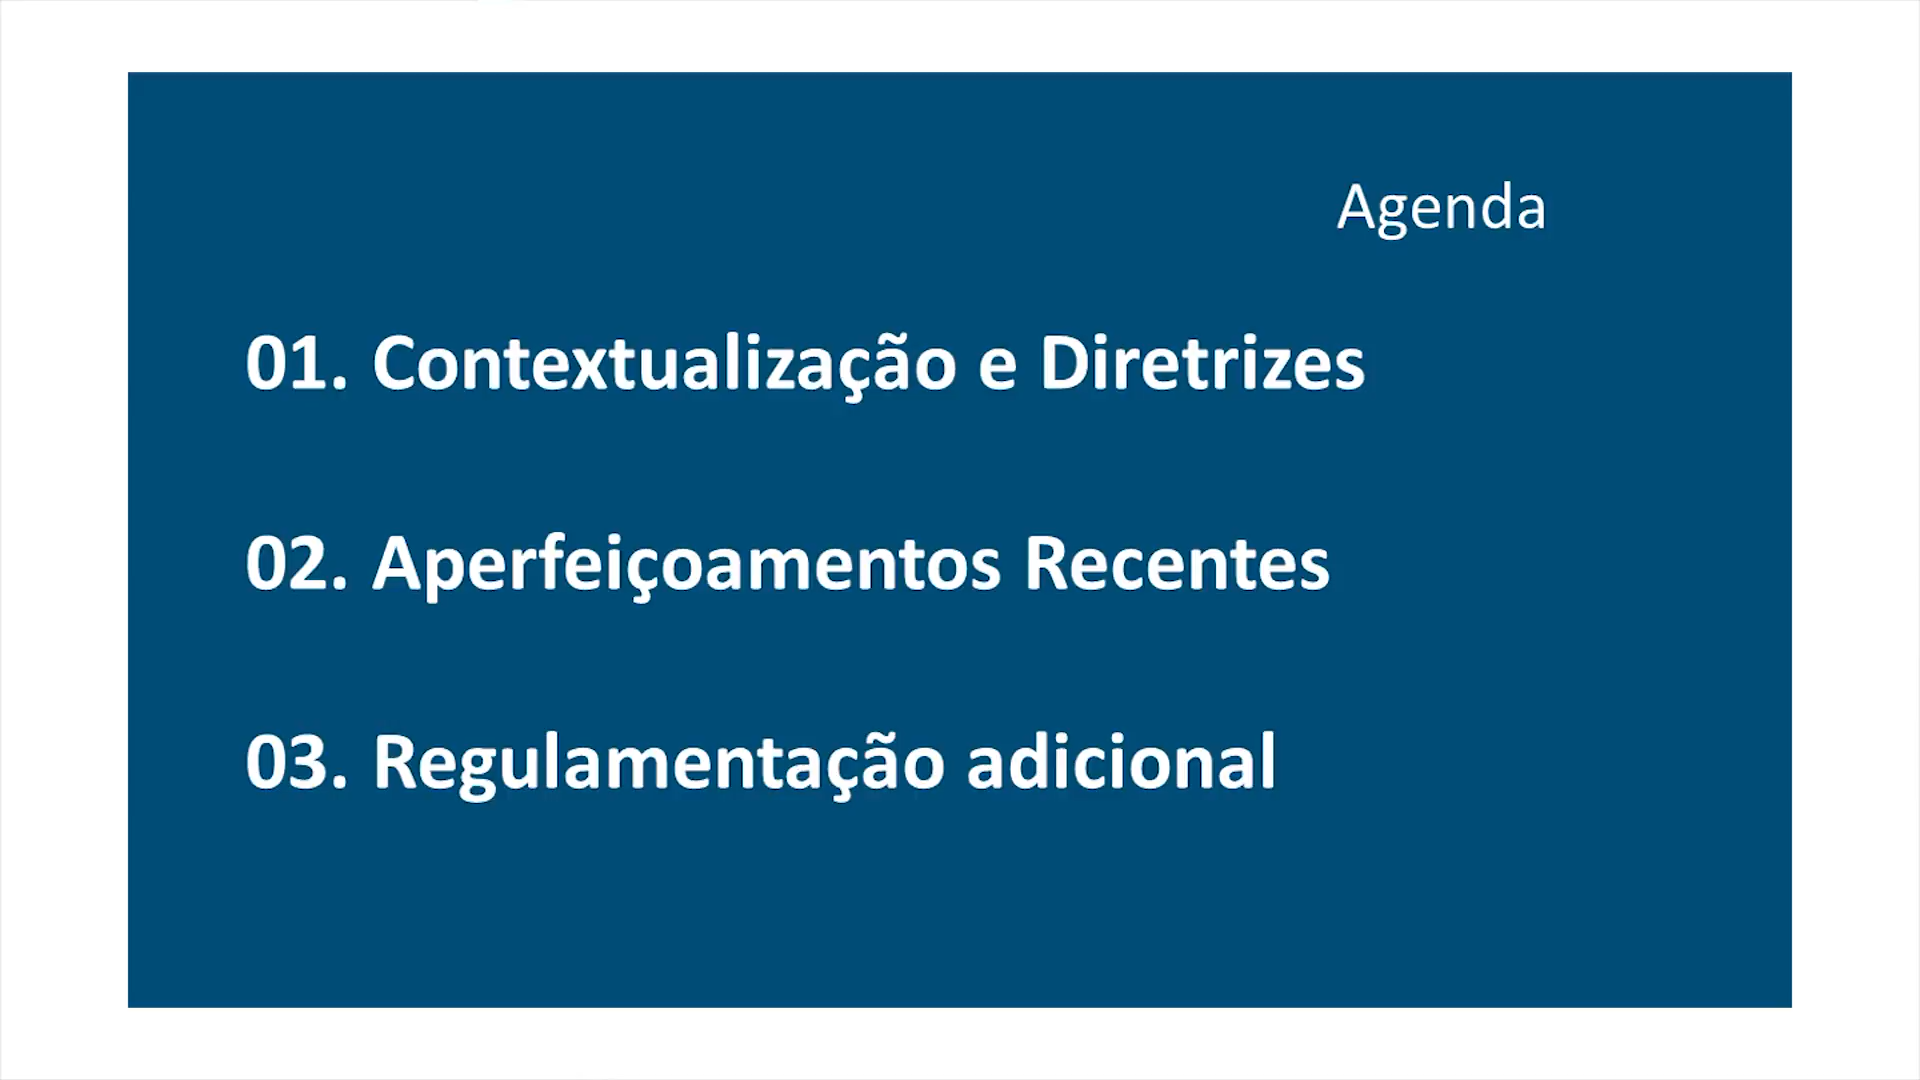 Agenda
01. Contextualização e Diretrizes
02. Aperfeiçoamentos Recentes
03. Regulamentação adicional